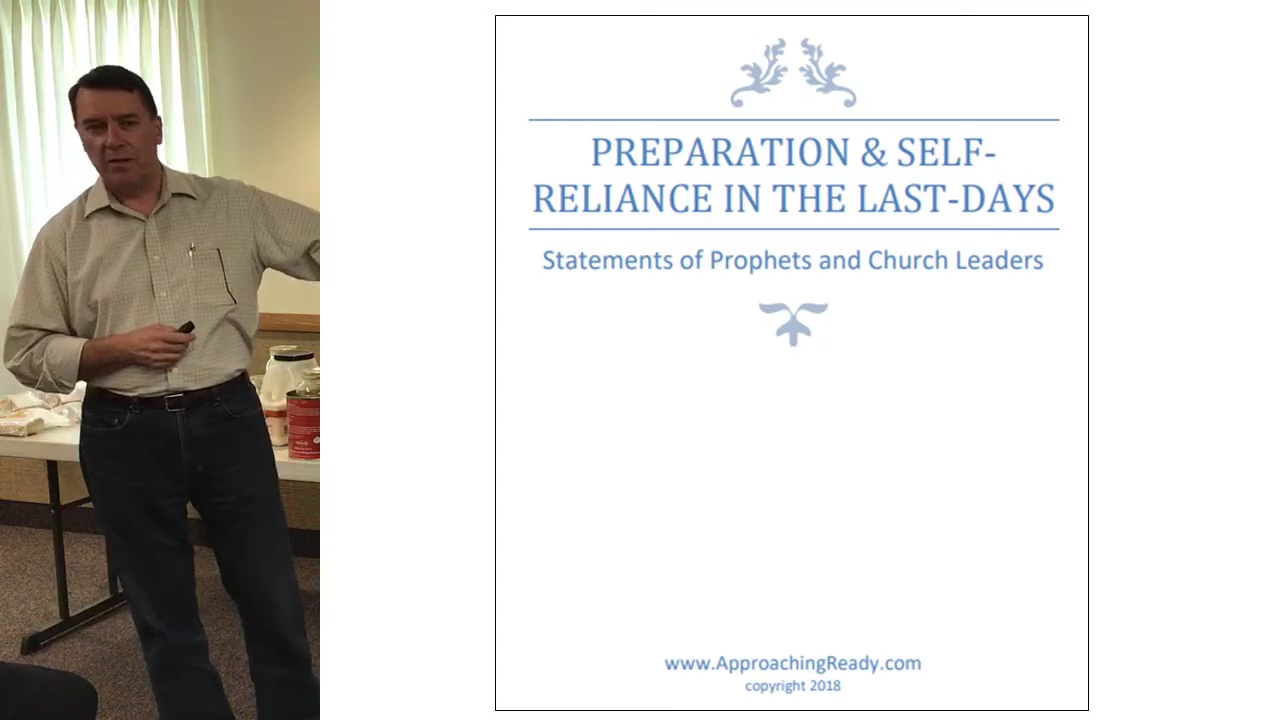 PREPARATION & SELF-
RELIANCE IN THE LAST-DAYS
Statements of Prophets and Church Leaders
www.ApproachingReady.com
copyright 2018